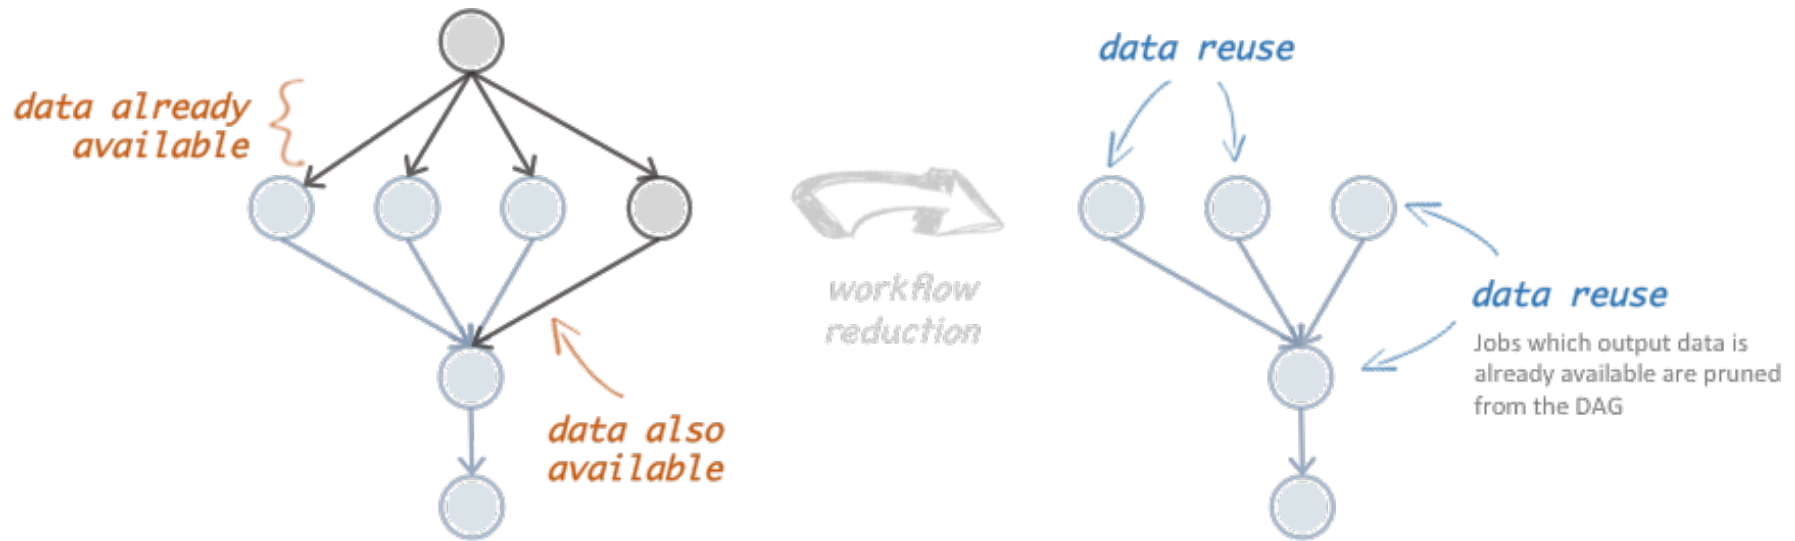 data already
available
data also
available
workflow
reduction
data reuse
data reuse
Jobs which output data is
already available are pruned
from the DAG